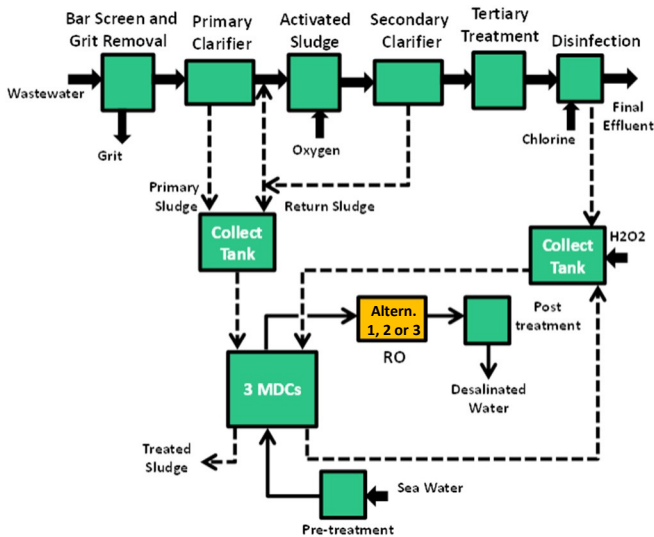 Bar Screen and
Grit Removal
Primary
Clarifier
Activated
Sludge
Secondary
Clarifier
Tertiary
Treatment
Disinfection
Wastewater
Grit
Oxygen
Chlorine
Final
Effluent
Primary
Sludge
Return Sludge
Collect
Tank
Collect
Tank
H2O2
Altern.
1, 2 or 3
RO
Post
treatment
3 MDCs
Desalinated
Water
Treated
Sludge
Sea Water
Pre-treatment